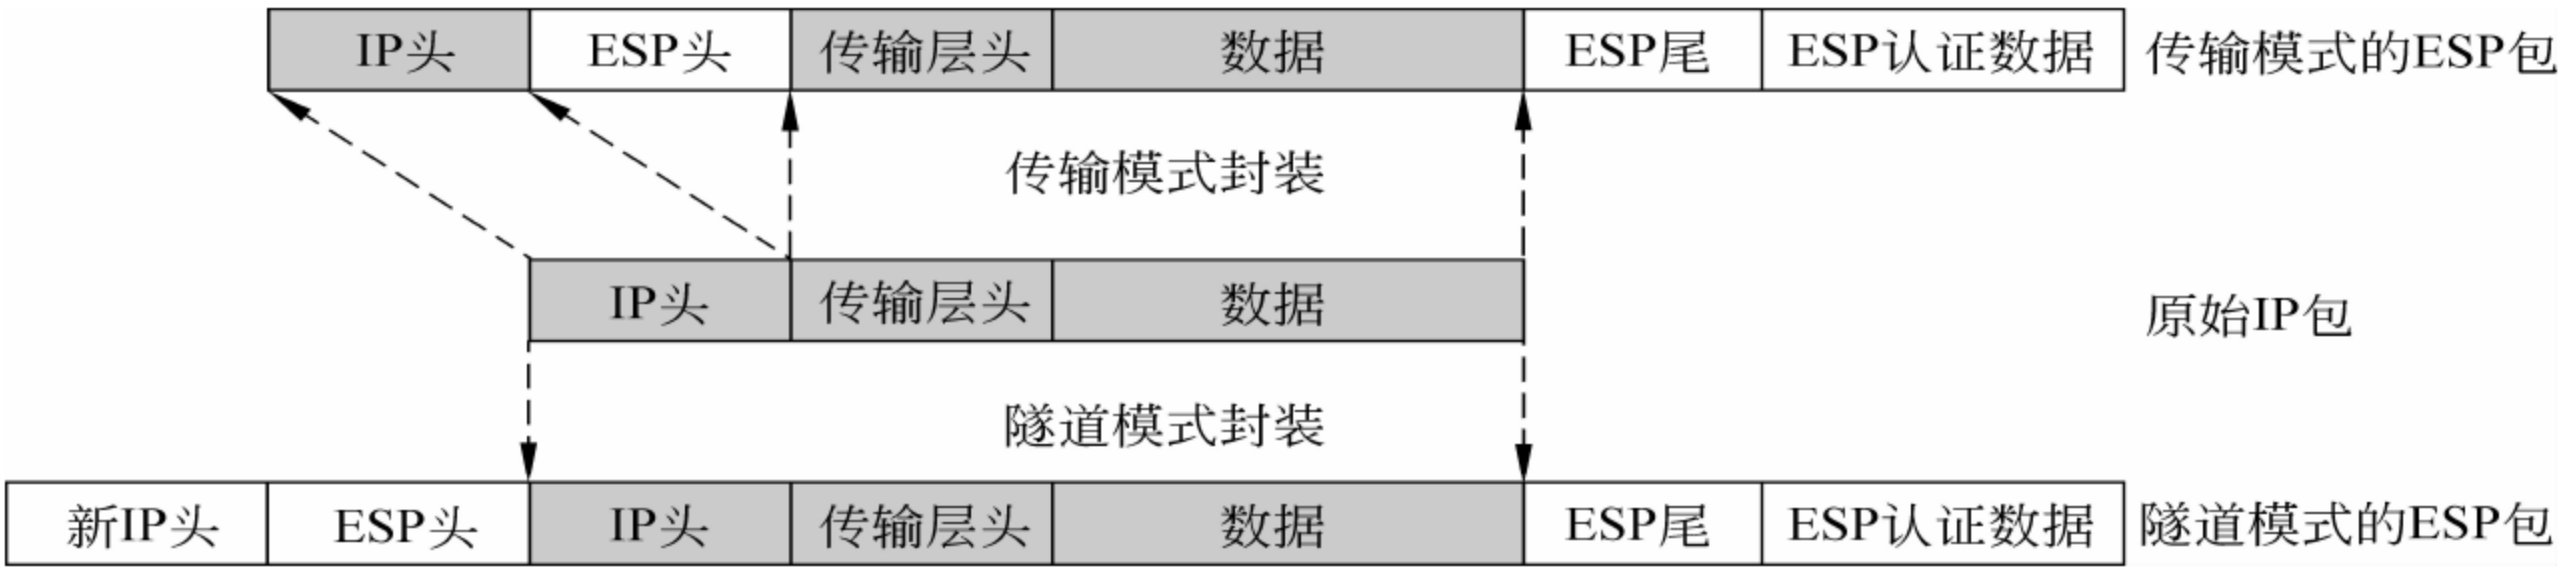 IP头 ESP头 传输层头 数据 ESP尾 ESP认证数据 传输模式的ESP包
传输模式封装
IP头 传输层头 数据 原始IP包
隧道模式封装
新IP头 ESP头 IP头 传输层头 数据 ESP尾 ESP认证数据 隧道模式的ESP包